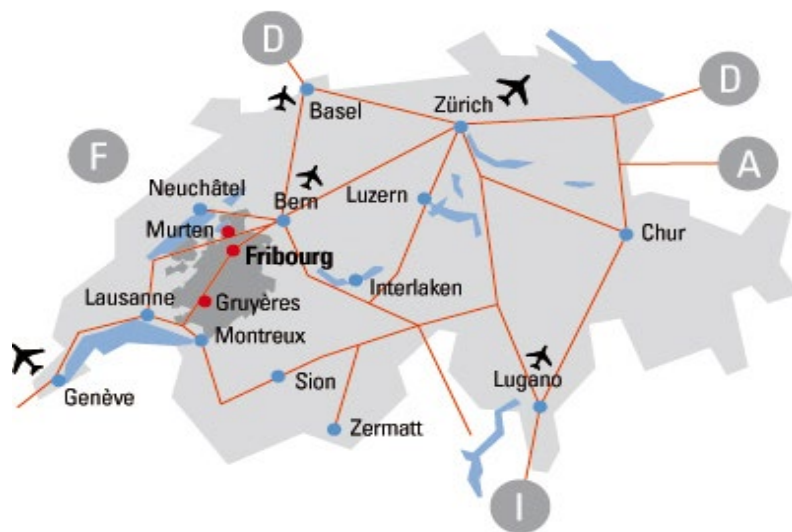 D
Basel
Zürich
D
F
A
Neuchâtel
Bern
Luzern
Murten
Fribourg
Chur
Interlaken
Lausanne
Gruyères
Montreux
Genève
Sion
Lugano
Zermatt
I